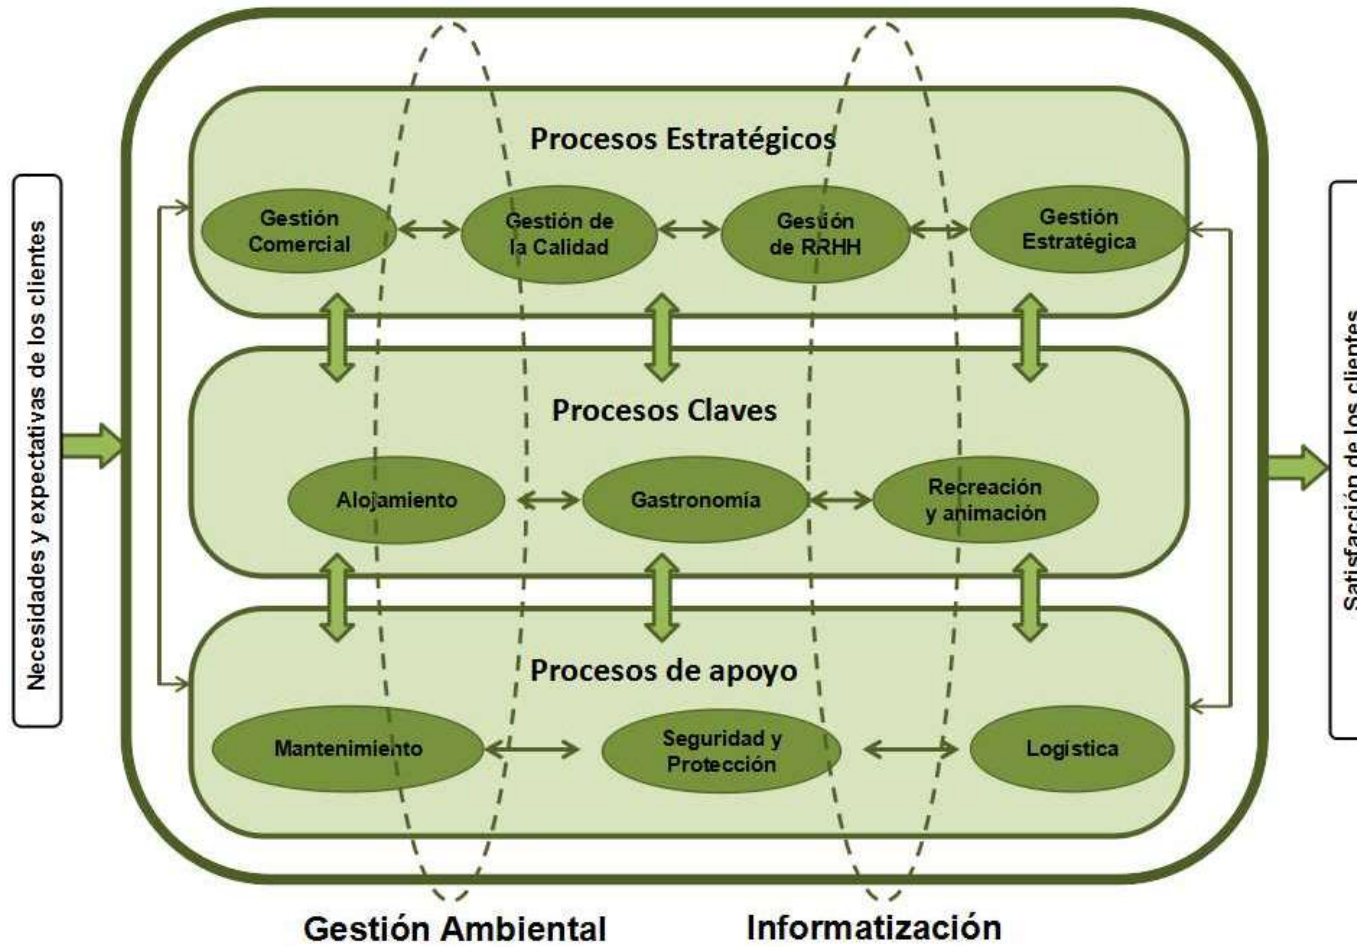 Necesidades y expectativas de los clientes
Procesos Estratégicos
Gestión
Comercial
Gestión de
la Calidad
Gestión
de RRHH
Gestión
Estratégica
Procesos Claves
Alojamiento
Gastronomía
Recreación
y animación
Procesos de apoyo
Mantenimiento
Seguridad y
Protección
Logística
Satisfacción de los clientes
Gestión Ambiental
Informatización